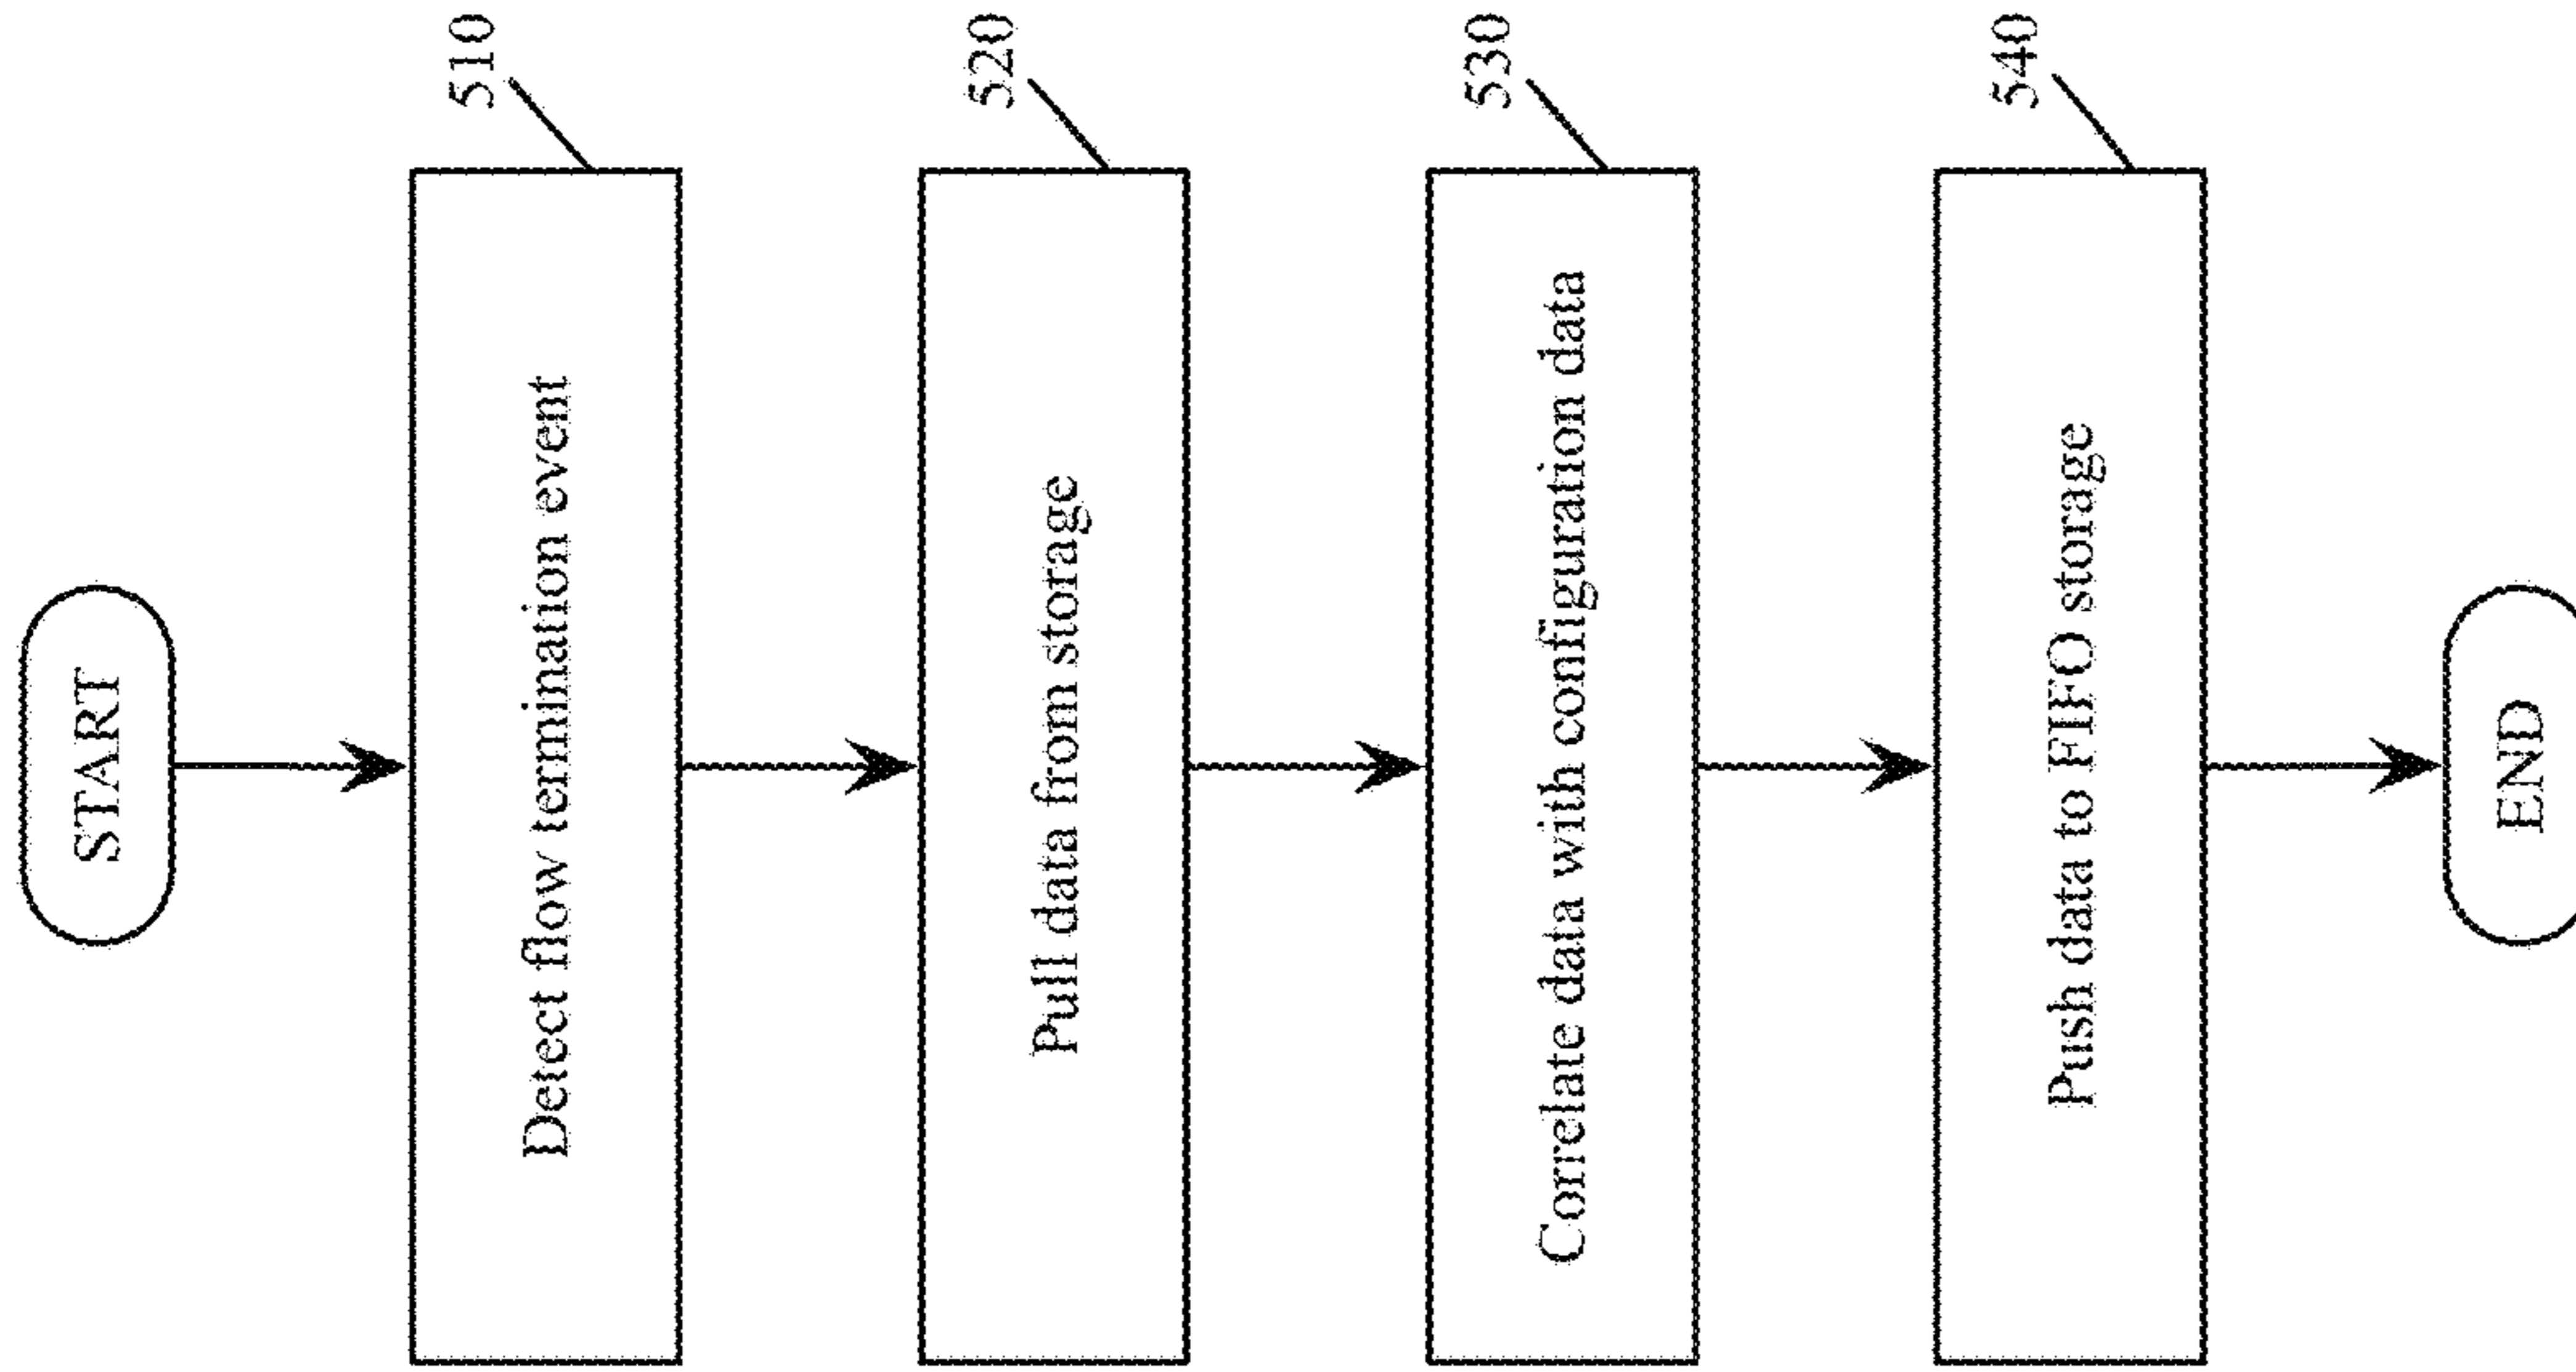 START
510
Detect flow termination event
520
Pull data from storage
530
Correlate data with configuration data
540
Push data to FIFO storage
END